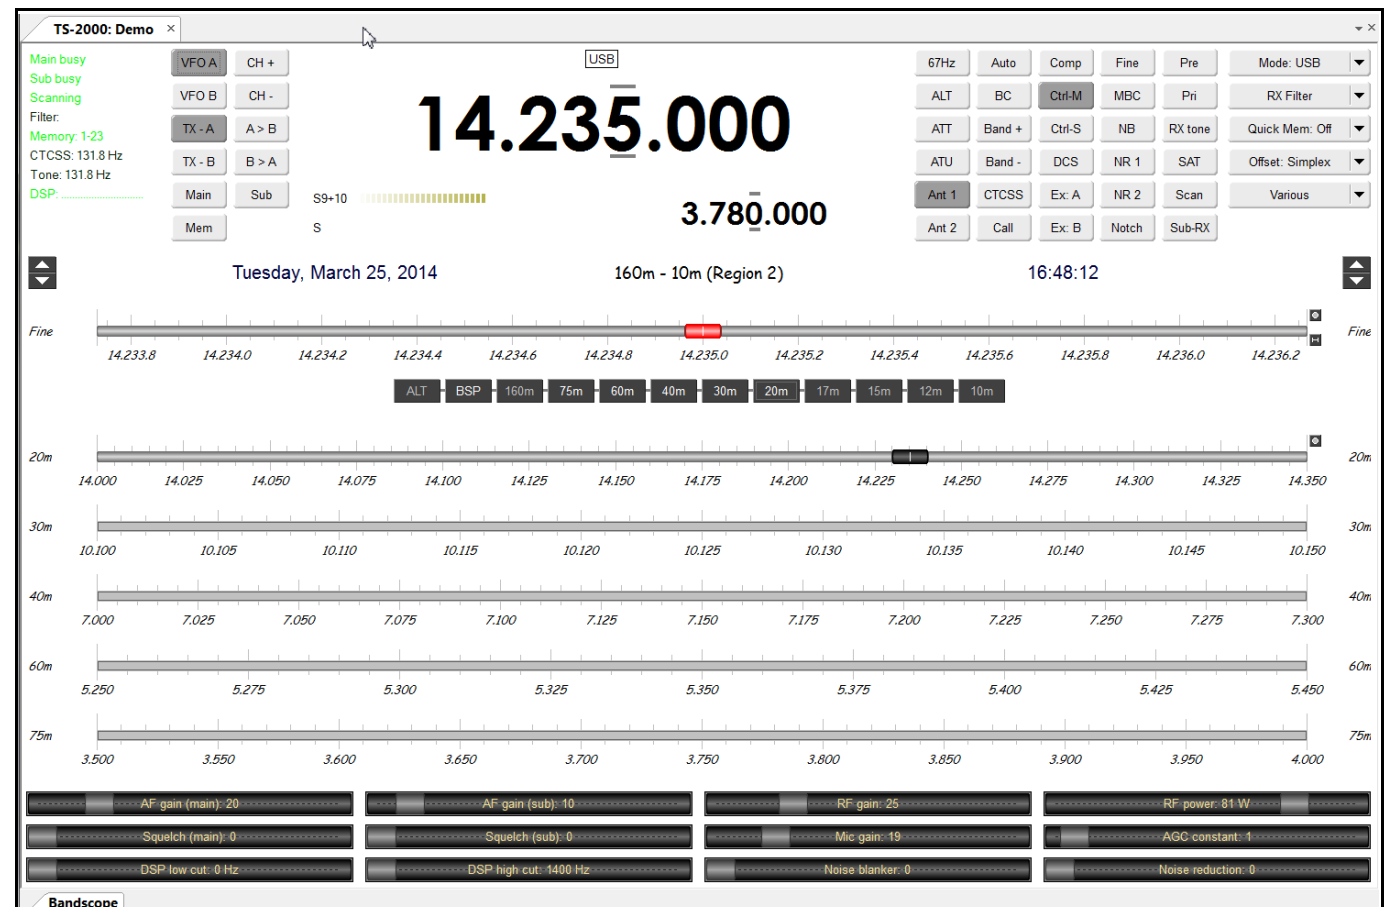 TS-2000: Demo ×
Main busy
Sub busy
Scanning
Filter:
Memory: 1-23
CTCSS: 131.8 Hz
Tone: 131.8 Hz
DSP: ........................
VFO A CH +
VFO B CH -
TX - A A > B
TX - B B > A
Main Sub
Mem
USB
14.235.000
S9+10
S
3.780.000
67Hz Auto Comp Fine Pre Mode: USB
ALT BC Ctrl-M MBC Pri RX Filter
ATT Band + Ctrl-S NB RX tone Quick Mem: Off
ATU Band - DCS NR 1 SAT Offset: Simplex
Ant 1 CTCSS Ex: A NR 2 Scan Various
Ant 2 Call Ex: B Notch Sub-RX
Tuesday, March 25, 2014 160m - 10m (Region 2) 16:48:12
Fine Fine
14.233.8 14.234.0 14.234.2 14.234.4 14.234.6 14.234.8 14.235.0 14.235.2 14.235.4 14.235.6 14.235.8 14.236.0 14.236.2
ALT BSP 160m 75m 60m 40m 30m 20m 17m 15m 12m 10m
20m 20m
14.000 14.025 14.050 14.075 14.100 14.125 14.150 14.175 14.200 14.225 14.250 14.275 14.300 14.325 14.350
30m 30m
10.100 10.105 10.110 10.115 10.120 10.125 10.130 10.135 10.140 10.145 10.150
40m 40m
7.000 7.025 7.050 7.075 7.100 7.125 7.150 7.175 7.200 7.225 7.250 7.275 7.300
60m 60m
5.250 5.275 5.300 5.325 5.350 5.375 5.400 5.425 5.450
75m 75m
3.500 3.550 3.600 3.650 3.700 3.750 3.800 3.850 3.900 3.950 4.000
AF gain (main): 20 AF gain (sub): 10 RF gain: 25 RF power: 81 W
Squelch (main): 0 Squelch (sub): 0 Mic gain: 19 AGC constant: 1
DSP low cut: 0 Hz DSP high cut: 1400 Hz Noise blanker: 0 Noise reduction: 0
Bandscope